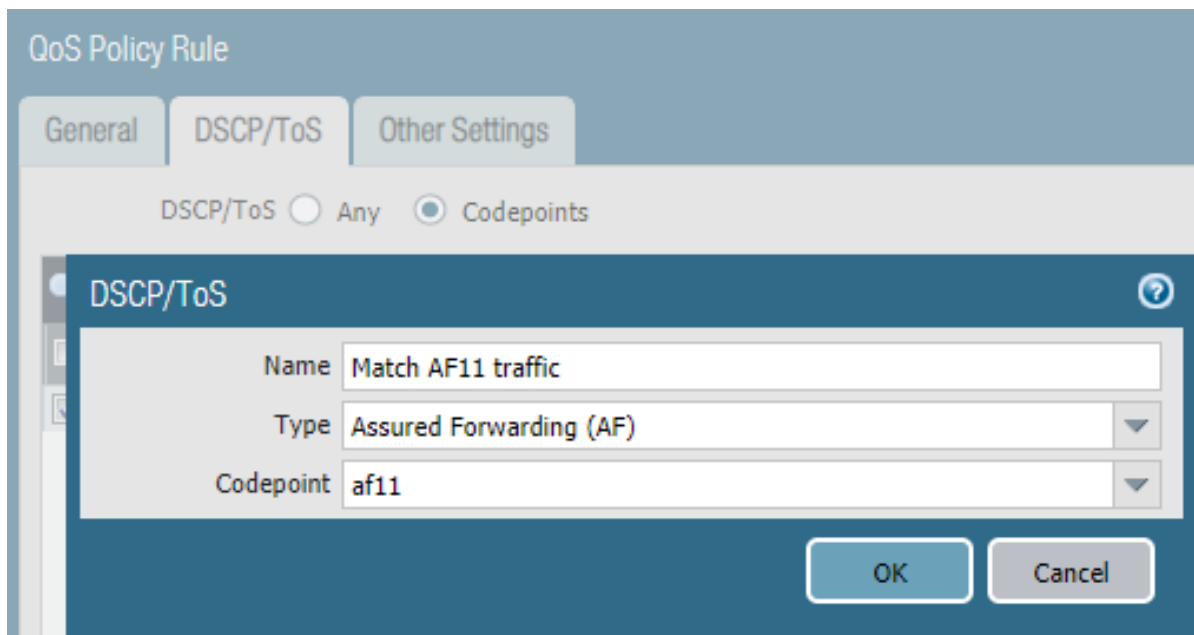 QoS Policy Rule
General DSCP/ToS Other Settings
DSCP/ToS Any Codepoints
DSCP/ToS
Name Match AF11 traffic
Type Assured Forwarding (AF)
Codepoint af11
OK Cancel